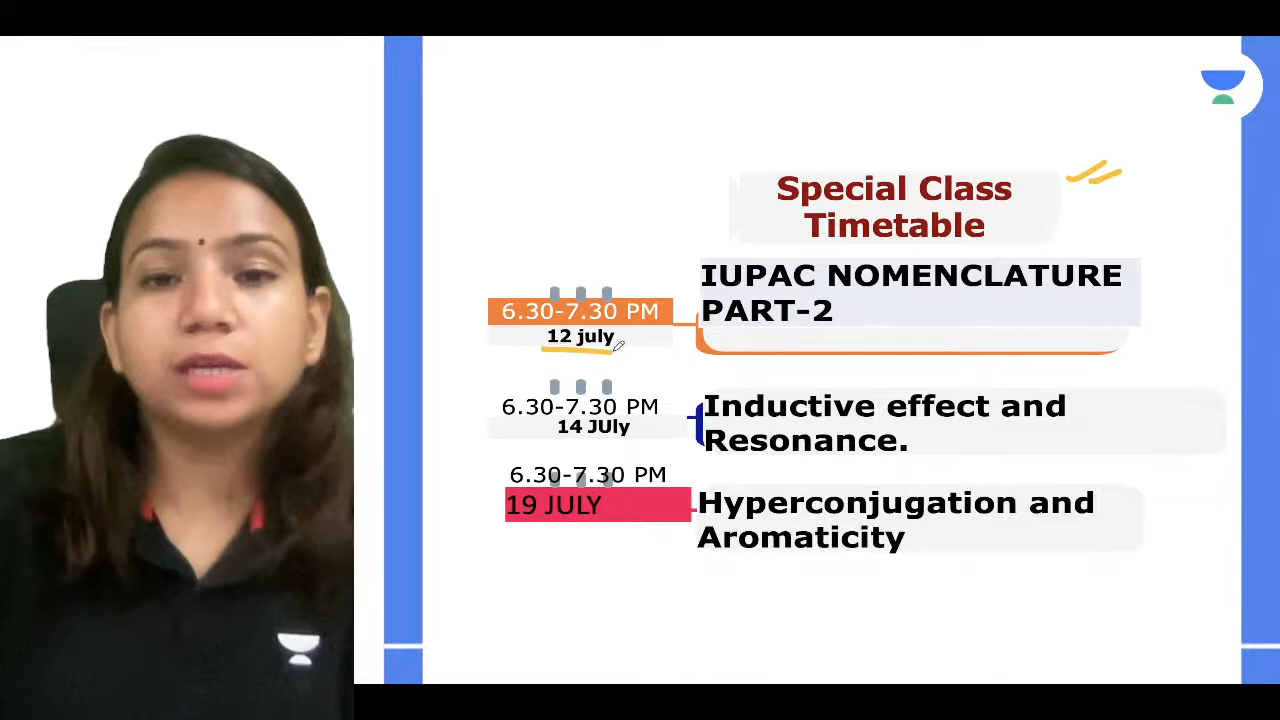 Special Class
Timetable
6.30-7.30 PM
12 july
IUPAC NOMENCLATURE
PART-2
6.30-7.30 PM
14 JUly
Inductive effect and
Resonance.
6.30-7.30 PM
19 JULY
Hyperconjugation and
Aromaticity